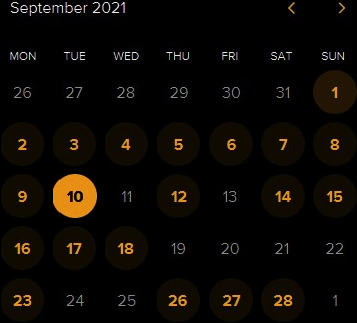 September 2021
MON TUE WED THU FRI SAT SUN
26 27 28 29 30 31 1
2 3 4 5 6 7 8
9 10 11 12 13 14 15
16 17 18 19 20 21 22
23 24 25 26 27 28 1